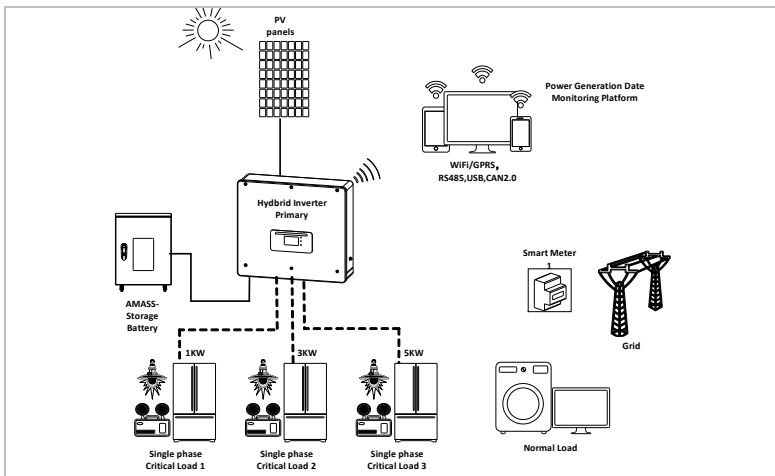 PV
panels
Power Generation Date
Monitoring Platform
WiFi/GPRS,
RS485,USB,CAN2.0
Hydbrid Inverter
Primary
Smart Meter
1
AMASS-
Storage
Battery
Grid
1KW
3KW
5KW
Single phase
Critical Load 1
Single phase
Critical Load 2
Single phase
Critical Load 3
Normal Load